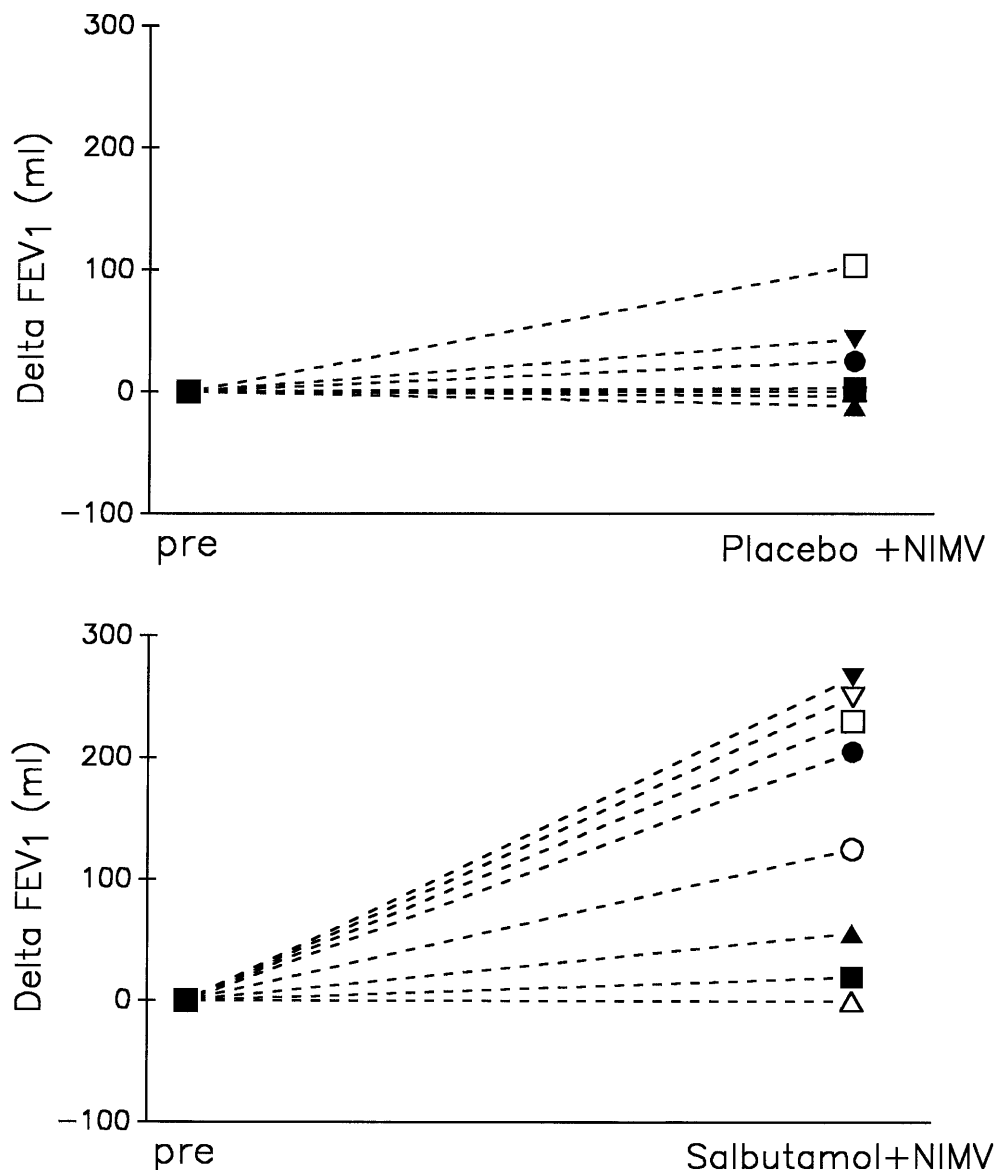 300
200
100
0
−100
Delta FEV1 (ml)
pre
Placebo +NIMV
300
200
100
0
−100
Delta FEV1 (ml)
pre
Salbutamol+NIMV